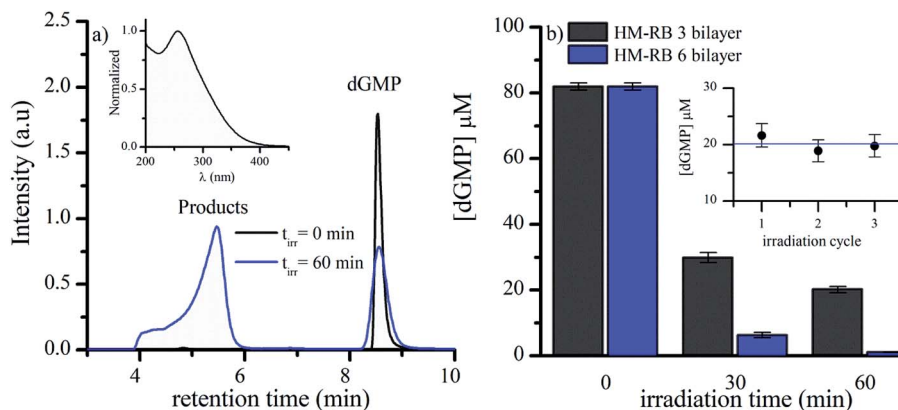 a)
1.0
0.5
0.0
Normalized
200
300
400
λ (nm)
dGMP
Products
t_irr= 0 min
t_irr= 60 min
2.5
2.0
1.5
1.0
0.5
0.0
Intensity (a.u)
4
6
8
10
retention time (min)
b)
HM-RB 3 bilayer
HM-RB 6 bilayer
100
80
60
40
20
0
[dGMP] μM
30
20
10
[dGMP] μM
1
2
3
irradiation cycle
0
30
60
irradiation time (min)